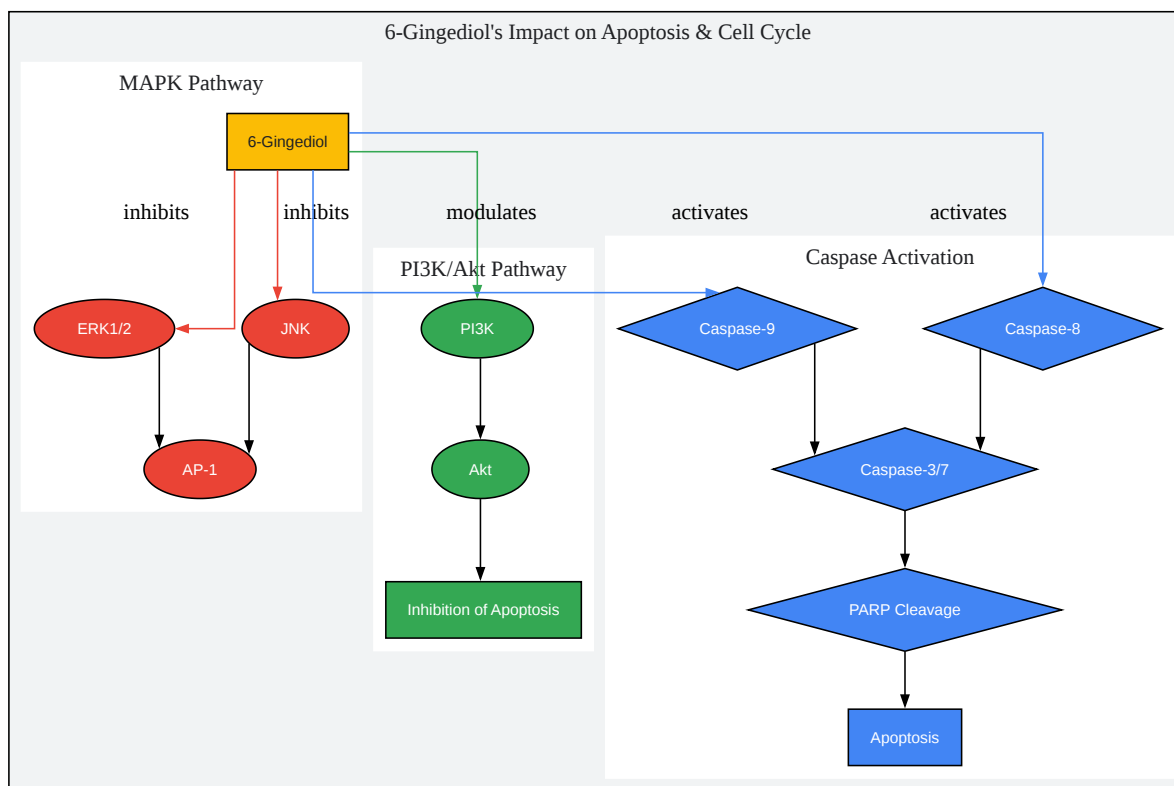 6-Gingediol's Impact on Apoptosis & Cell Cycle
MAPK Pathway
6-Gingediol
inhibits
inhibits
modulates
activates
activates
PI3K/Akt Pathway
Caspase Activation
ERK1/2
JNK
PI3K
Caspase-9
Caspase-8
AP-1
Akt
Caspase-3/7
Inhibition of Apoptosis
PARP Cleavage
Apoptosis